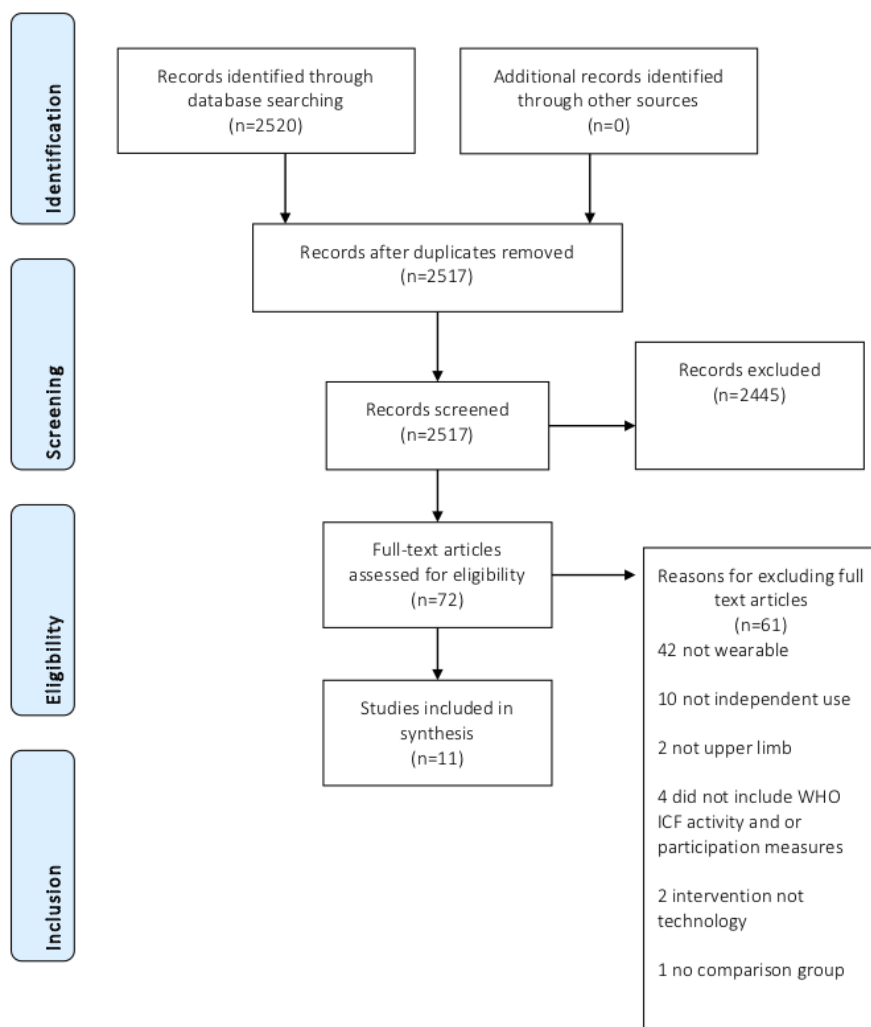 Identification
Records identified through
database searching
(n=2520)
Additional records identified
through other sources
(n=0)
Records after duplicates removed
(n=2517)
Screening
Records screened
(n=2517)
Records excluded
(n=2445)
Eligibility
Full-text articles
assessed for eligibility
(n=72)
Reasons for excluding full
text articles
(n=61)
42 not wearable
10 not independent use
2 not upper limb
4 did not include WHO
ICF activity and or
participation measures
2 intervention not
technology
1 no comparison group
Studies included in
synthesis
(n=11)
Inclusion